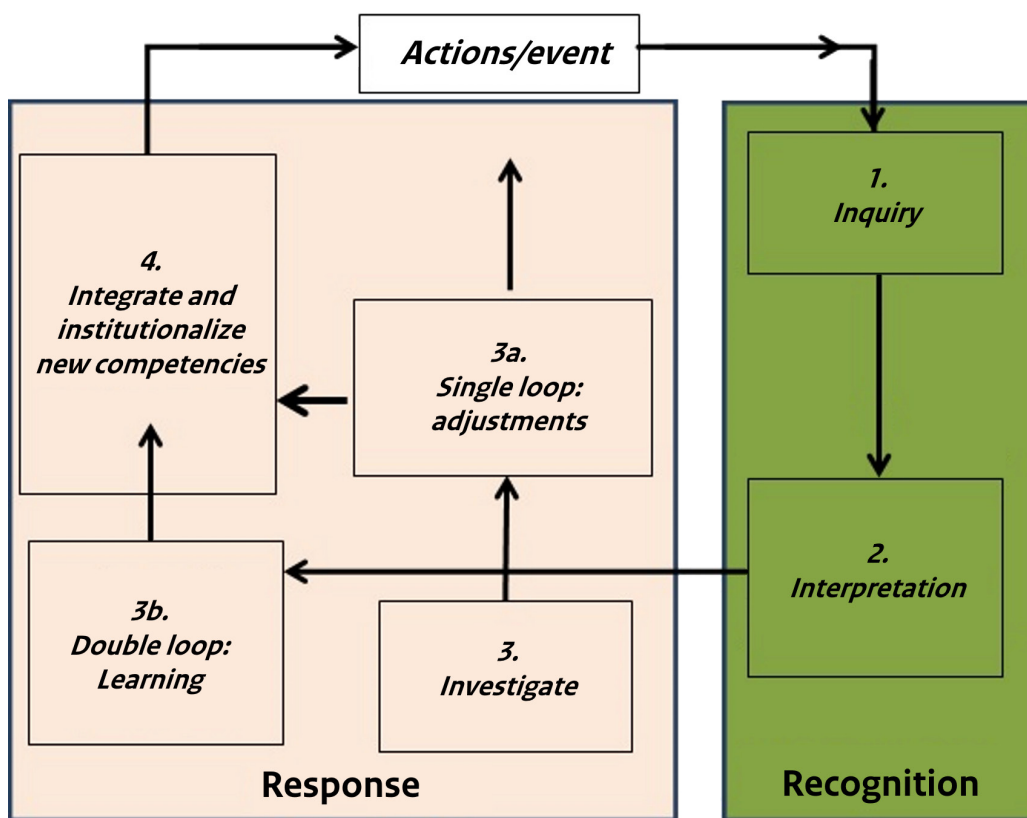 Actions/event
1.
Inquiry
4.
Integrate and
institutionalize
new competencies
3a.
Single loop:
adjustments
2.
Interpretation
3b.
Double loop:
Learning
3.
Investigate
Response
Recognition